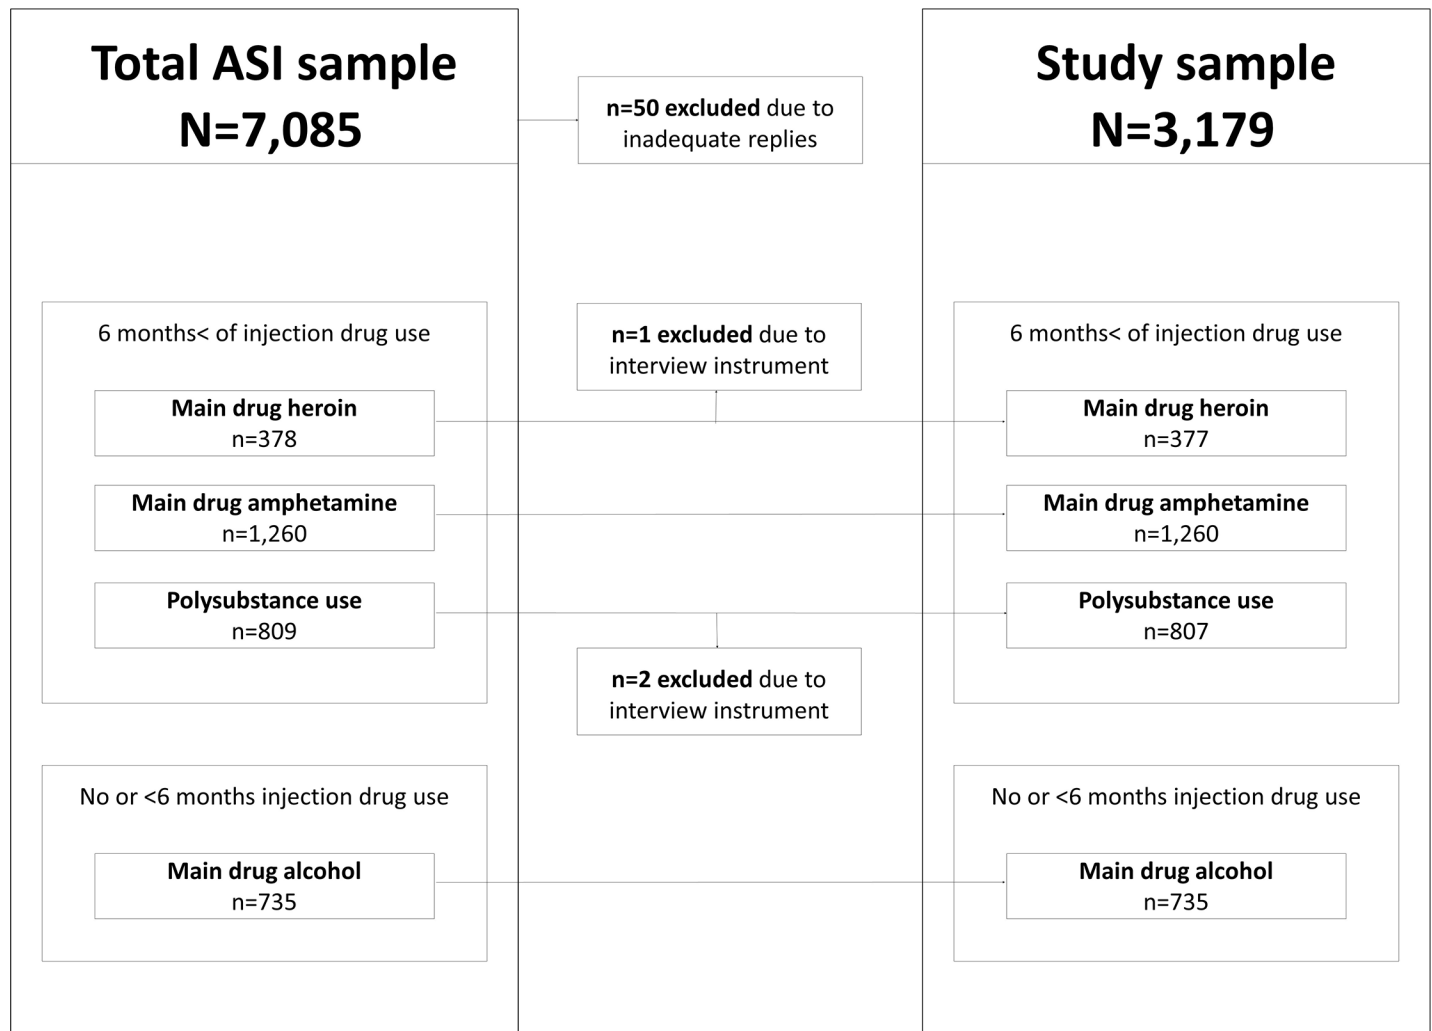 Total ASI sample
N=7,085
n=50 excluded due to
inadequate replies
Study sample
N=3,179
6 months< of injection drug use
Main drug heroin
n=378
Main drug amphetamine
n=1,260
Polysubstance use
n=809
n=1 excluded due to
interview instrument
n=2 excluded due to
interview instrument
6 months< of injection drug use
Main drug heroin
n=377
Main drug amphetamine
n=1,260
Polysubstance use
n=807
No or <6 months injection drug use
Main drug alcohol
n=735
No or <6 months injection drug use
Main drug alcohol
n=735